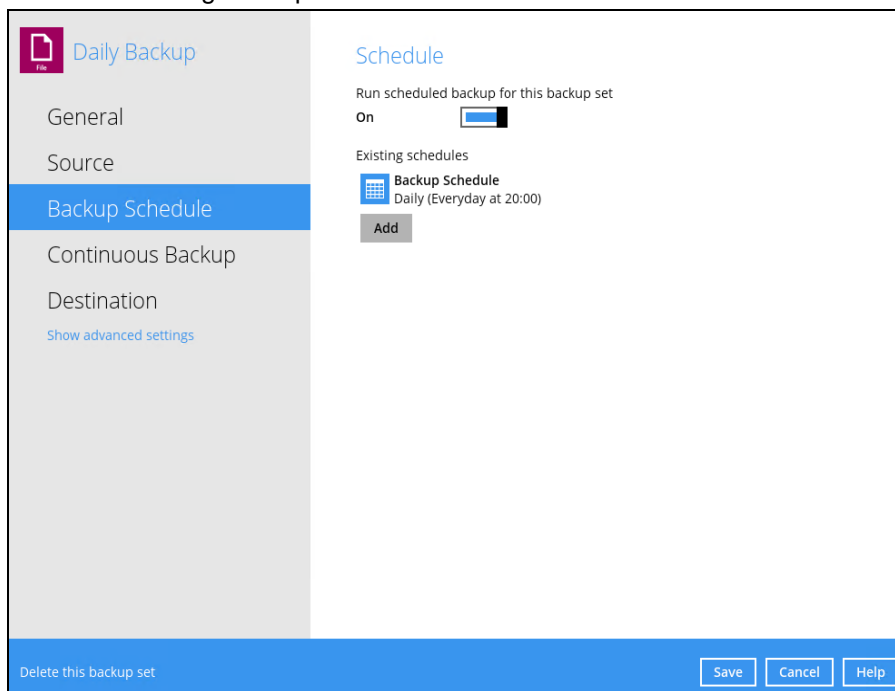 File
Daily Backup
General
Source
Backup Schedule
Continuous Backup
Destination
Show advanced settings
Schedule
Run scheduled backup for this backup set
On
Existing schedules
Backup Schedule
Daily (Everyday at 20:00)
Add
Delete this backup set
Save
Cancel
Help